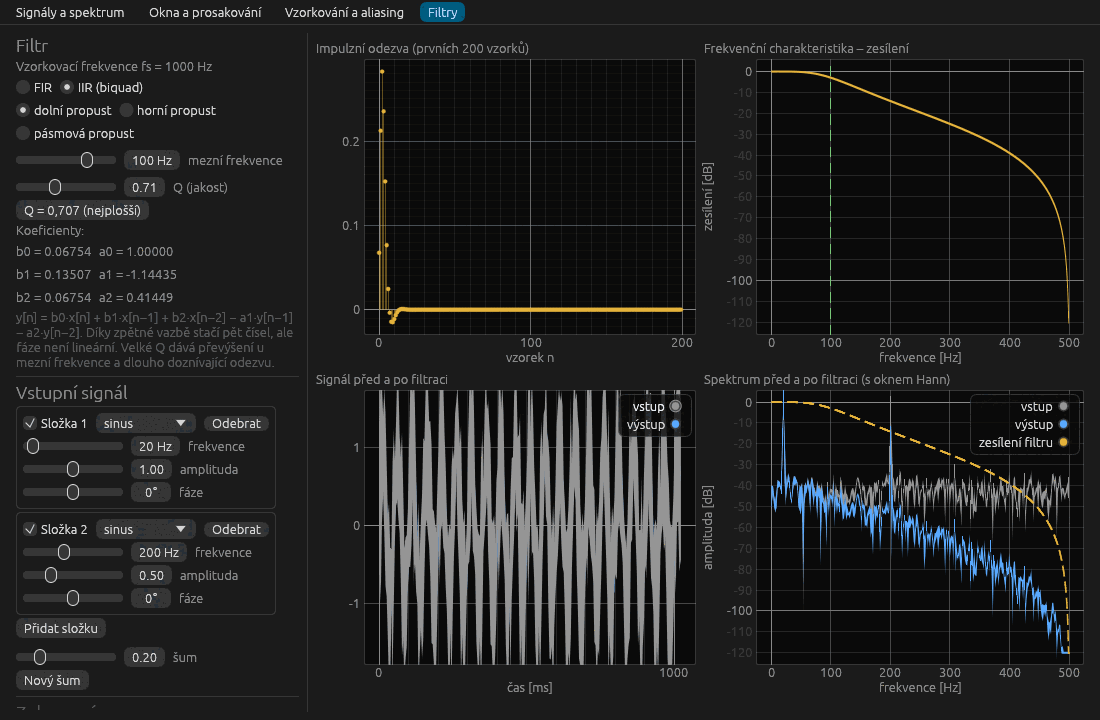 Signály a spektrum Okna a prosakování Vzorkování a aliasing Filtry
Filtr
Vzorkovací frekvence fs = 1000 Hz
FIR IIR (biquad)
dolní propust horní propust
pásmová propust
100 Hz mezní frekvence
0.71 Q (jakost)
Q = 0,707 (nejplošší)
Koeficienty:
b0 = 0.06754 a0 = 1.00000
b1 = 0.13507 a1 = -1.14435
b2 = 0.06754 a2 = 0.41449
y[n] = b0·x[n] + b1·x[n−1] + b2·x[n−2] − a1·y[n−1]
− a2·y[n−2]. Díky zpětné vazbě stačí pět čísel, ale
fáze není lineární. Velké Q dává převýšení u
mezní frekvence a dlouho doznívající odezvu.
Vstupní signál
Složka 1 sinus Odebrat
20 Hz frekvence
1.00 amplituda
0° fáze
Složka 2 sinus Odebrat
200 Hz frekvence
0.50 amplituda
0° fáze
Přidat složku
0.20 šum
Nový šum
Impulzní odezva (prvních 200 vzorků)
0.2
0.1
0
0 100 200
vzorek n
Frekvenční charakteristika – zesílení
zesílení [dB]
0
-10
-20
-30
-40
-50
-60
-70
-80
-90
-100
-110
-120
0 100 200 300 400 500
frekvence [Hz]
Signál před a po filtraci
vstup
výstup
1
0
-1
0 1000
čas [ms]
Spektrum před a po filtraci (s oknem Hann)
vstup
výstup
zesílení filtru
amplituda [dB]
0
-10
-20
-30
-40
-50
-60
-70
-80
-90
-100
-110
-120
0 100 200 300 400 500
frekvence [Hz]